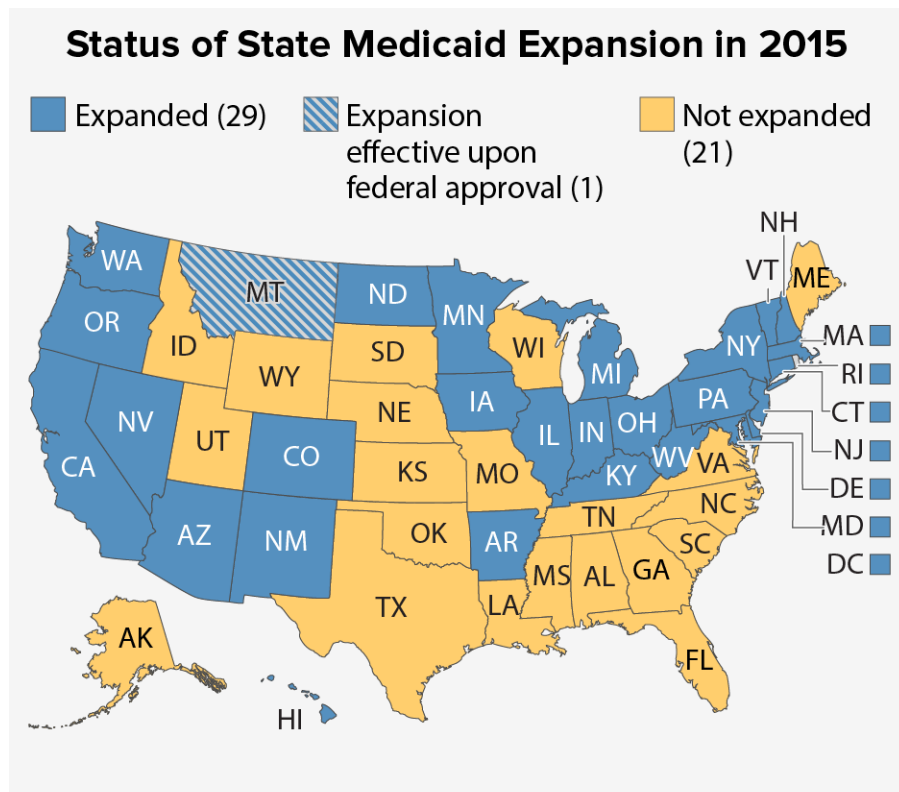 Status of State Medicaid Expansion in 2015
Expanded (29)
Expansion
effective upon
federal approval (1)
Not expanded
(21)
NH
VT
ME
WA
MT
ND
MN
OR
ID
SD
WI
MI
NY
MA
WY
RI
NV
UT
NE
IA
PA
CT
CA
CO
KS
MO
IL
IN
OH
WV
VA
NJ
KY
DE
AZ
NM
OK
AR
TN
NC
MD
SC
DC
TX
LA
MS
AL
GA
AK
FL
HI